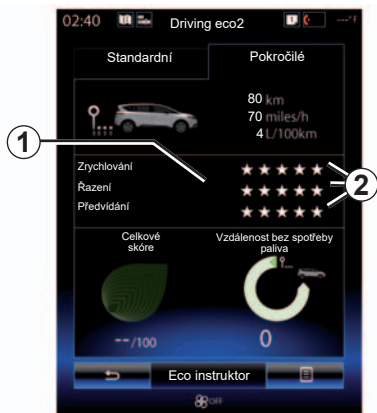 02:40 Driving eco2 ---°F
Standardní Pokročilé
80 km
70 miles/h
4 L/100km
1
Zrychlování
Řazení
Předvídání
2
Celkové skóre
Vzdálenost bez spotřeby paliva
--/100
0
Eco instruktor
OFF